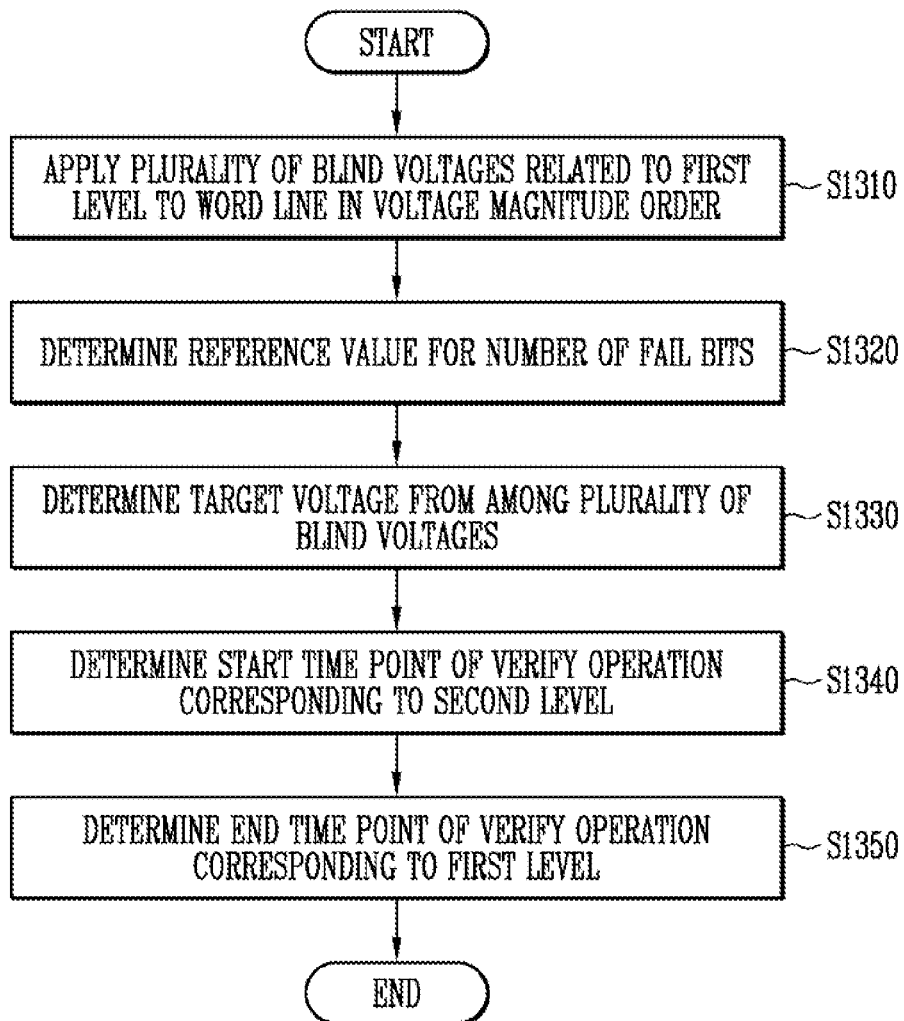 START
APPLY PLURALITY OF BLIND VOLTAGES RELATED TO FIRST
LEVEL TO WORD LINE IN VOLTAGE MAGNITUDE ORDER
S1310
DETERMINE REFERENCE VALUE FOR NUMBER OF FAIL BITS
S1320
DETERMINE TARGET VOLTAGE FROM AMONG PLURALITY OF
BLIND VOLTAGES
S1330
DETERMINE START TIME POINT OF VERIFY OPERATION
CORRESPONDING TO SECOND LEVEL
S1340
DETERMINE END TIME POINT OF VERIFY OPERATION
CORRESPONDING TO FIRST LEVEL
S1350
END